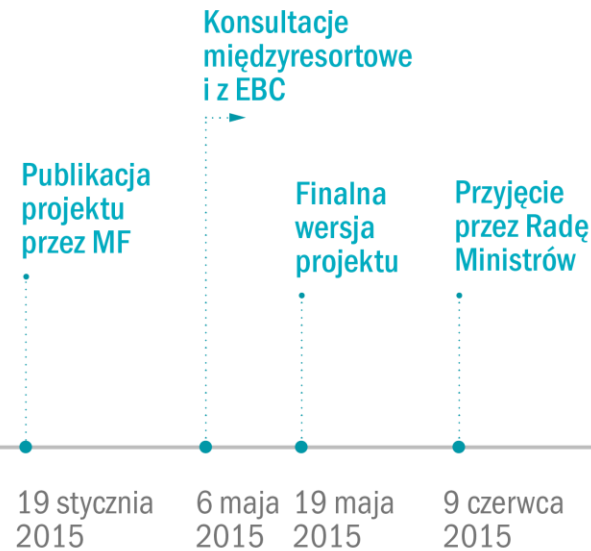 Konsultacje
międzyresortowe
i z EBC
Publikacja
projektu
przez MF
Finalna
wersja
projektu
Przyjęcie
przez Radę
Ministrów
19 stycznia
2015
6 maja
2015
19 maja
2015
9 czerwca
2015